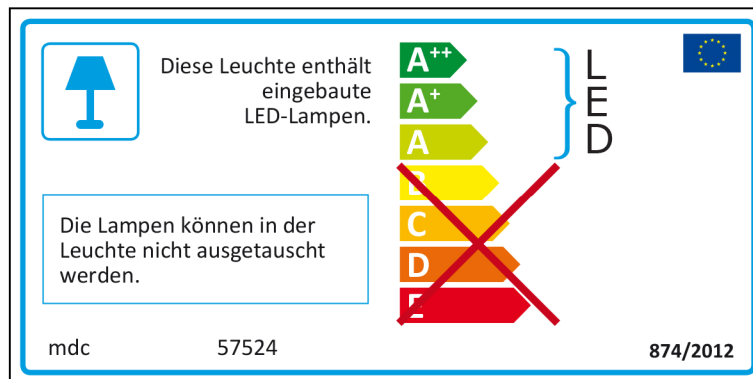 Diese Leuchte enthält
eingebaute
LED-Lampen.
A++
A+
A
B
C
D
E
L
E
D
Die Lampen können in der
Leuchte nicht ausgetauscht
werden.
mdc 57524
874/2012